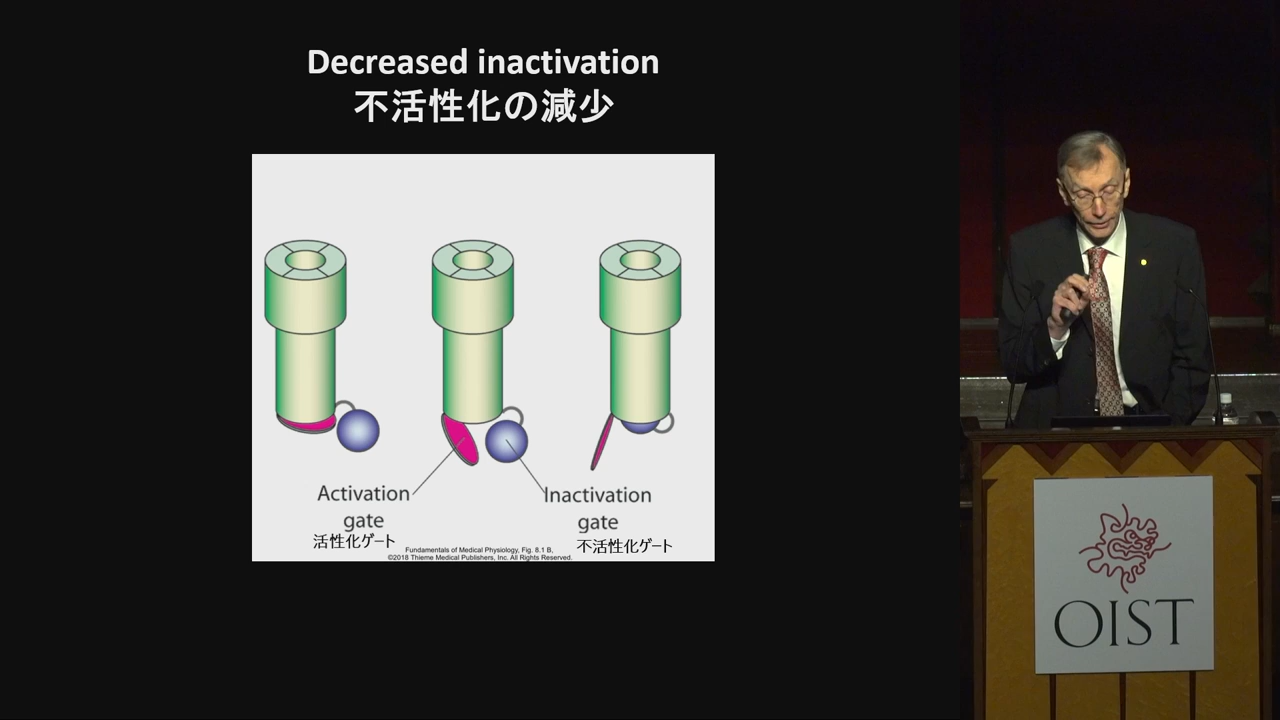 Decreased inactivation
不活性化の減少
Activation
gate
活性化ゲート
Inactivation
gate
不活性化ゲート
Fundamentals of Medical Physiology, Fig. 8.1 B,
©2018 Thieme Medical Publishers, Inc. All Rights Reserved.
OIST